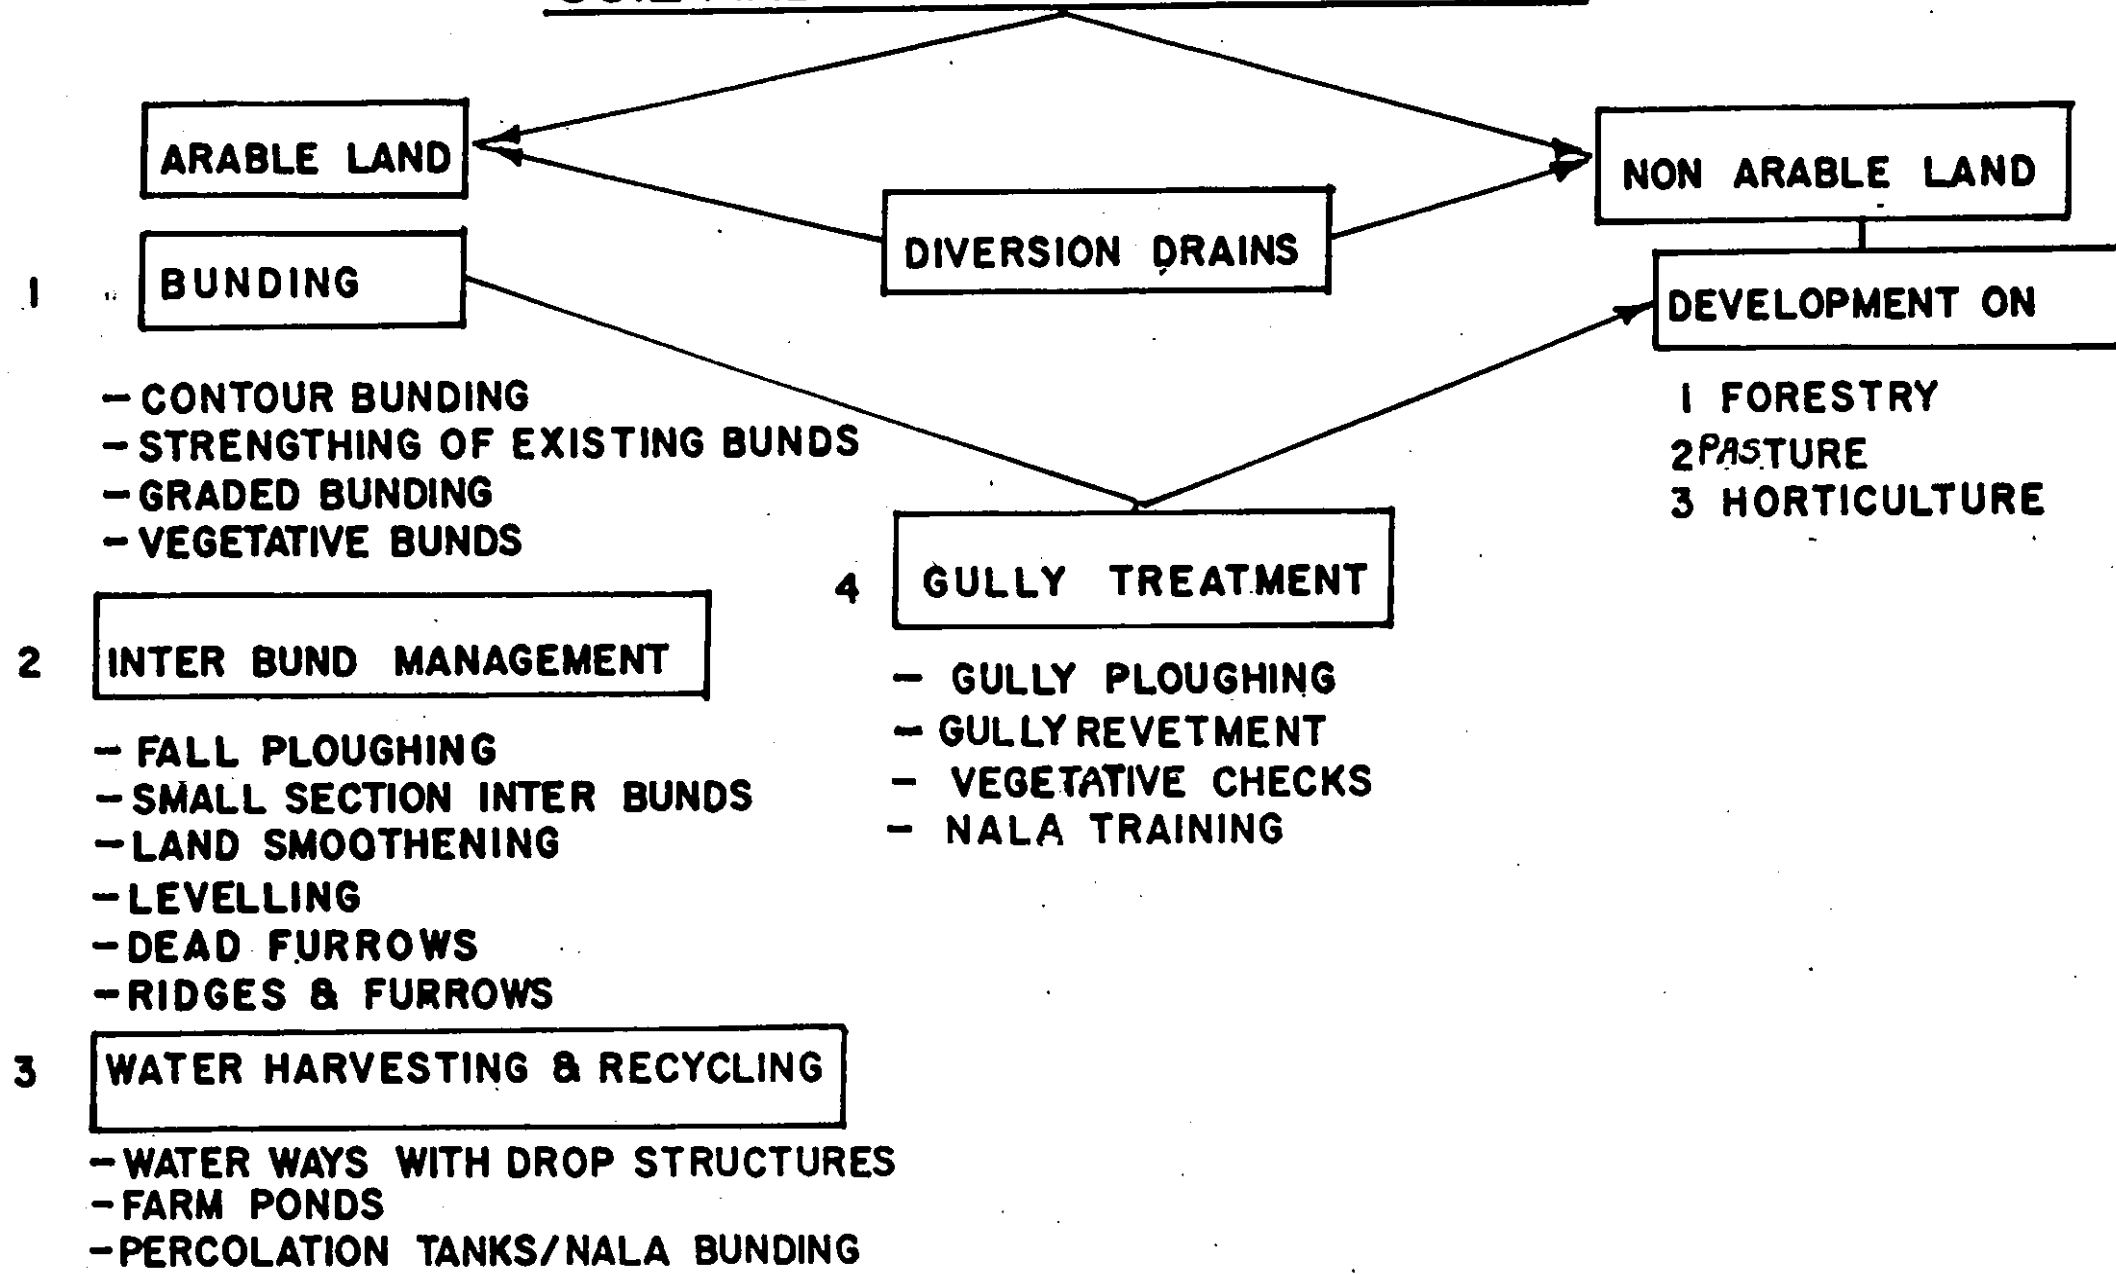 ARABLE LAND
NON ARABLE LAND
DIVERSION DRAINS
1 BUNDING
DEVELOPMENT ON
- CONTOUR BUNDING
- STRENGTHING OF EXISTING BUNDS
- GRADED BUNDING
- VEGETATIVE BUNDS
1 FORESTRY
2 PASTURE
3 HORTICULTURE
4 GULLY TREATMENT
- GULLY PLOUGHING
- GULLY REVETMENT
- VEGETATIVE CHECKS
- NALA TRAINING
2 INTER BUND MANAGEMENT
- FALL PLOUGHING
- SMALL SECTION INTER BUNDS
- LAND SMOOTHENING
- LEVELLING
- DEAD FURROWS
- RIDGES & FURROWS
3 WATER HARVESTING & RECYCLING
- WATER WAYS WITH DROP STRUCTURES
- FARM PONDS
- PERCOLATION TANKS/NALA BUNDING